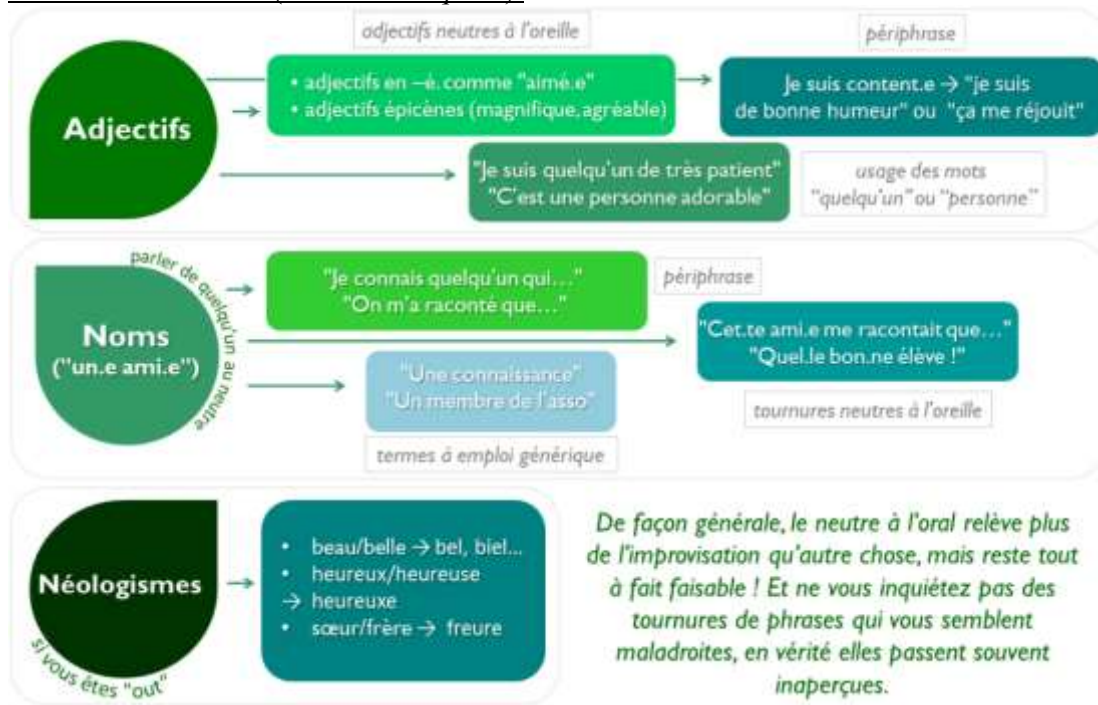 adjectifs neutres à l'oreille
périphrase
Adjectifs
• adjectifs en –é. comme "aimé.e"
• adjectifs épicènes (magnifique, agréable)
Je suis content.e → "je suis
de bonne humeur" ou "ça me réjouit"
"Je suis quelqu'un de très patient"
"C'est une personne adorable"
usage des mots
"quelqu'un" ou "personne"
parler de quelqu'un au neutre
Noms
("un.e ami.e")
"Je connais quelqu'un qui…"
"On m'a raconté que…"
périphrase
"Cet.te ami.e me racontait que…"
"Quel.le bon.ne élève !"
tournures neutres à l'oreille
"Une connaissance"
"Un membre de l'asso"
termes à emploi générique
Néologismes
si vous êtes "out"
• beau/belle → bel, biel...
• heureux/heureuse
→ heureuxe
• sœur/frère → freure
De façon générale, le neutre à l'oral relève plus
de l'improvisation qu'autre chose, mais reste tout
à fait faisable ! Et ne vous inquiétez pas des
tournures de phrases qui vous semblent
maladroites, en vérité elles passent souvent
inaperçues.